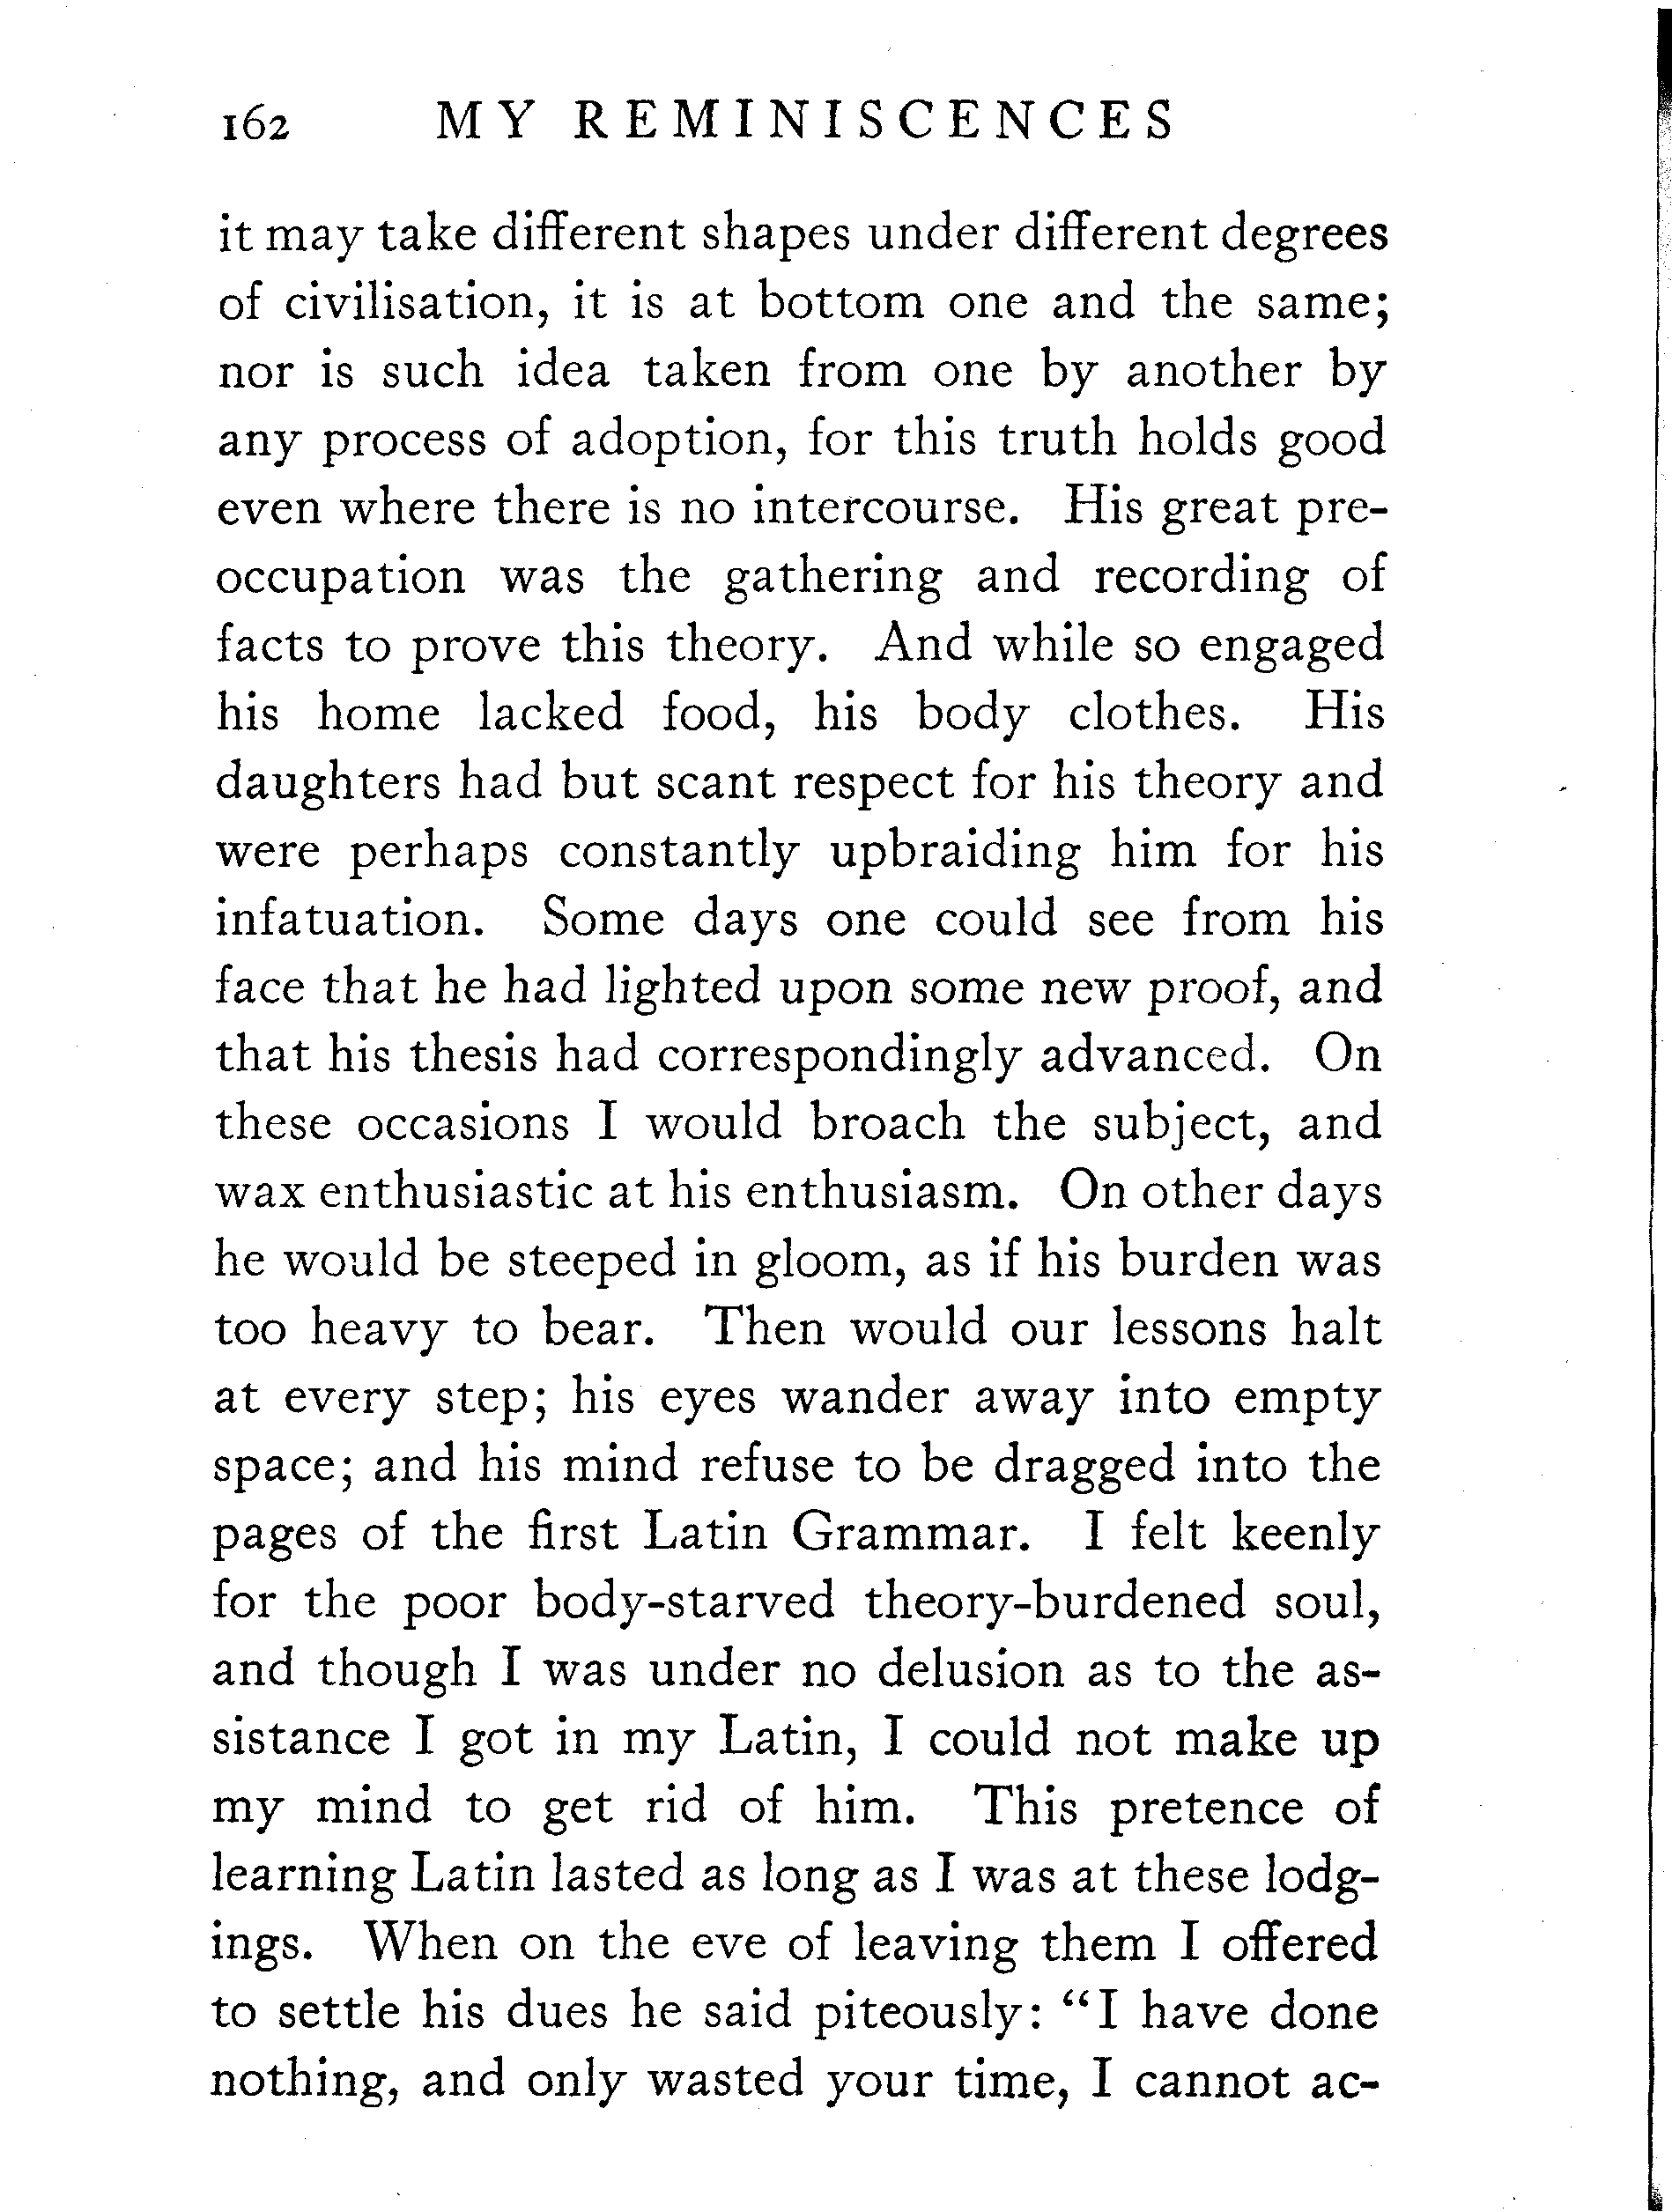 162 MY REMINISCENCES
it may take different shapes under different degrees
of civilisation, it is at bottom one and the same;
nor is such idea taken from one by another by
any process of adoption, for this truth holds good
even where there is no intercourse. His great pre-
occupation was the gathering and recording of
facts to prove this theory. And while so engaged
his home lacked food, his body clothes. His
daughters had but scant respect for his theory and
were perhaps constantly upbraiding him for his
infatuation. Some days one could see from his
face that he had lighted upon some new proof, and
that his thesis had correspondingly advanced. On
these occasions I would broach the subject, and
wax enthusiastic at his enthusiasm. On other days
he would be steeped in gloom, as if his burden was
too heavy to bear. Then would our lessons halt
at every step; his eyes wander away into empty
space; and his mind refuse to be dragged into the
pages of the first Latin Grammar. I felt keenly
for the poor body-starved theory-burdened soul,
and though I was under no delusion as to the as-
sistance I got in my Latin, I could not make up
my mind to get rid of him. This pretence of
learning Latin lasted as long as I was at these lodg-
ings. When on the eve of leaving them I offered
to settle his dues he said piteously: “I have done
nothing, and only wasted your time, I cannot ac-